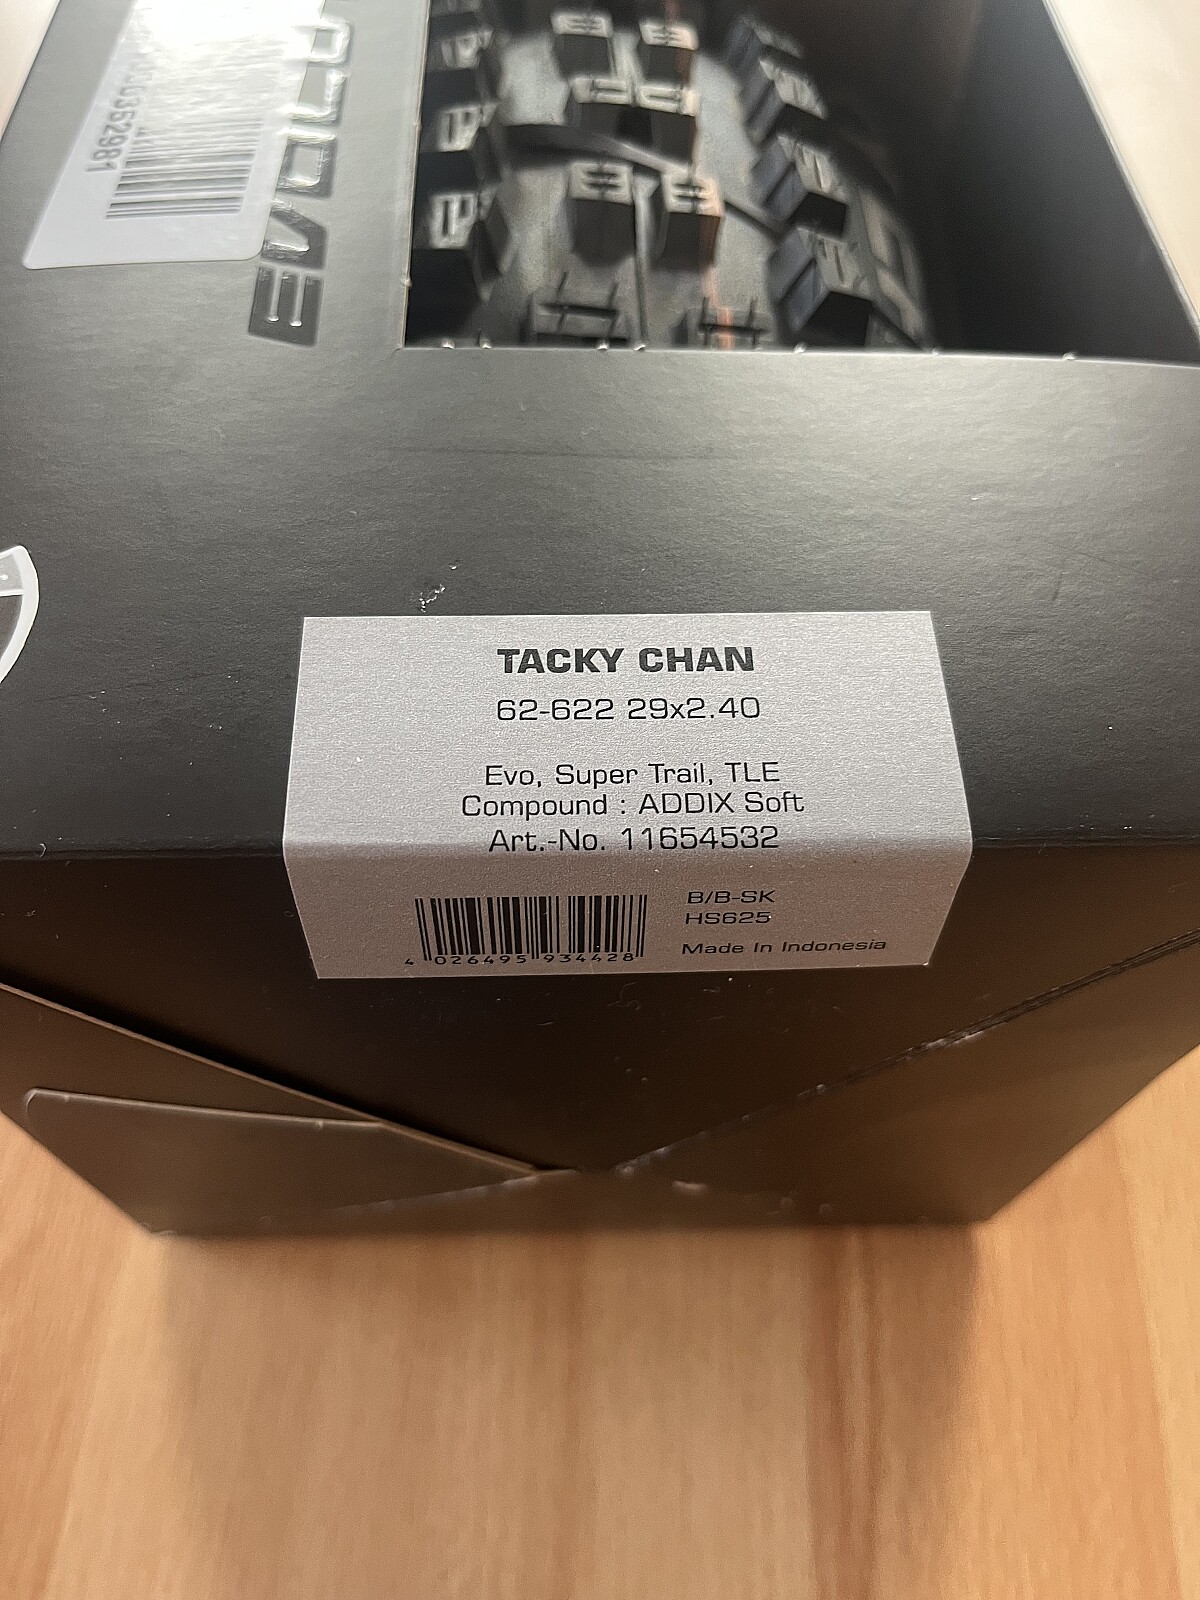 TACKY CHAN
62-622 29x2.40
Evo, Super Trail, TLE
Compound : ADDIX Soft
Art.-No. 11654532
4 026495 934428
B/B-SK
HS625
Made In Indonesia